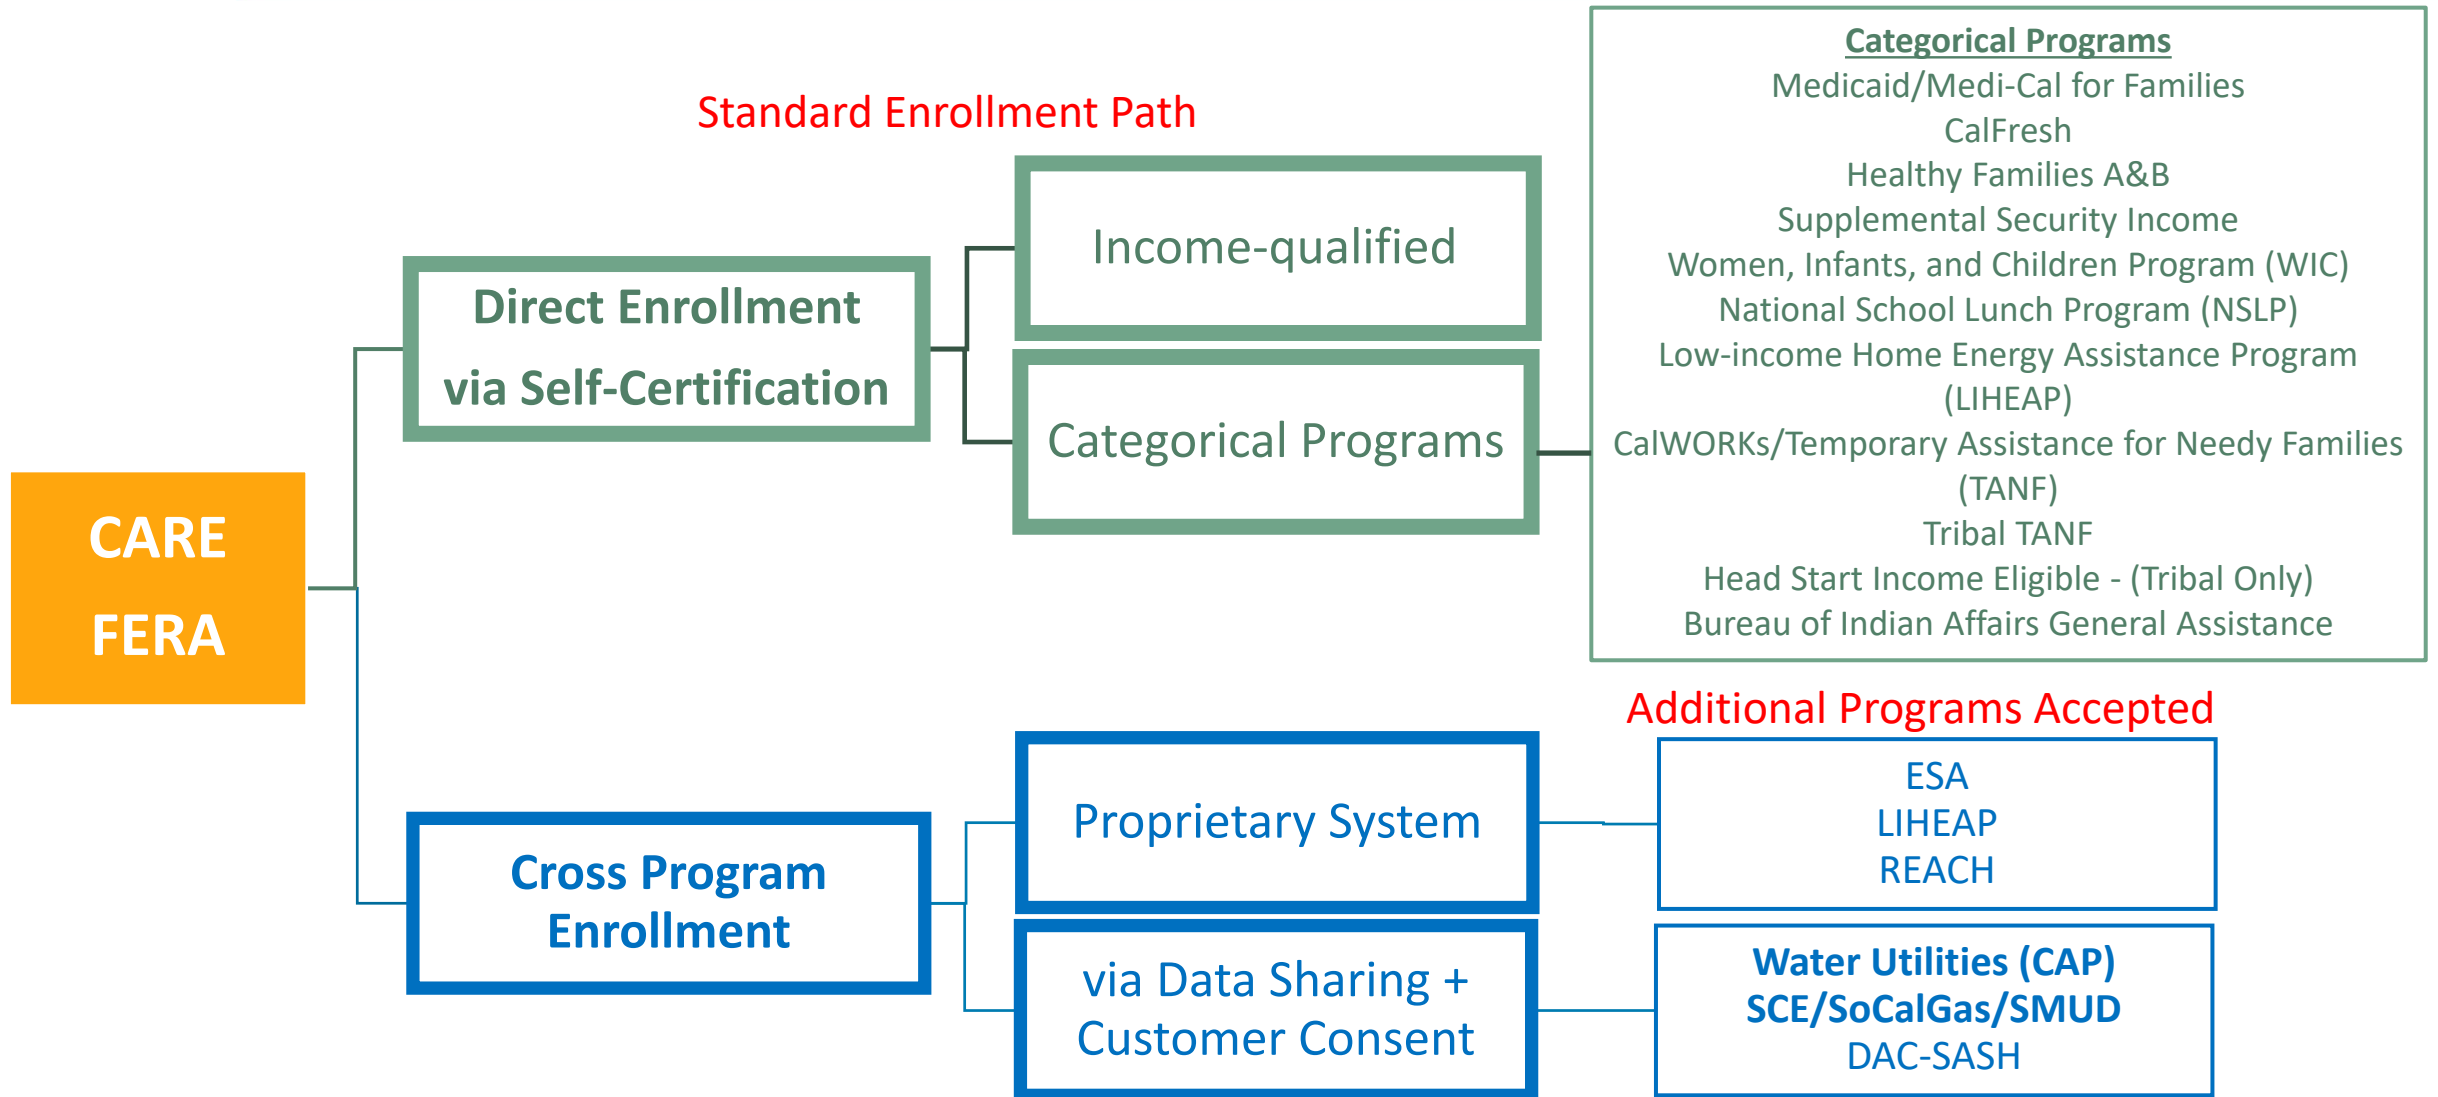 Standard Enrollment Path
CARE
FERA
Direct Enrollment
via Self-Certification
Income-qualified
Categorical Programs
Categorical Programs
Medicaid/Medi-Cal for Families
CalFresh
Healthy Families A&B
Supplemental Security Income
Women, Infants, and Children Program (WIC)
National School Lunch Program (NSLP)
Low-income Home Energy Assistance Program
(LIHEAP)
CalWORKs/Temporary Assistance for Needy Families
(TANF)
Tribal TANF
Head Start Income Eligible - (Tribal Only)
Bureau of Indian Affairs General Assistance
Additional Programs Accepted
Cross Program
Enrollment
Proprietary System
ESA
LIHEAP
REACH
via Data Sharing +
Customer Consent
Water Utilities (CAP)
SCE/SoCalGas/SMUD
DAC-SASH